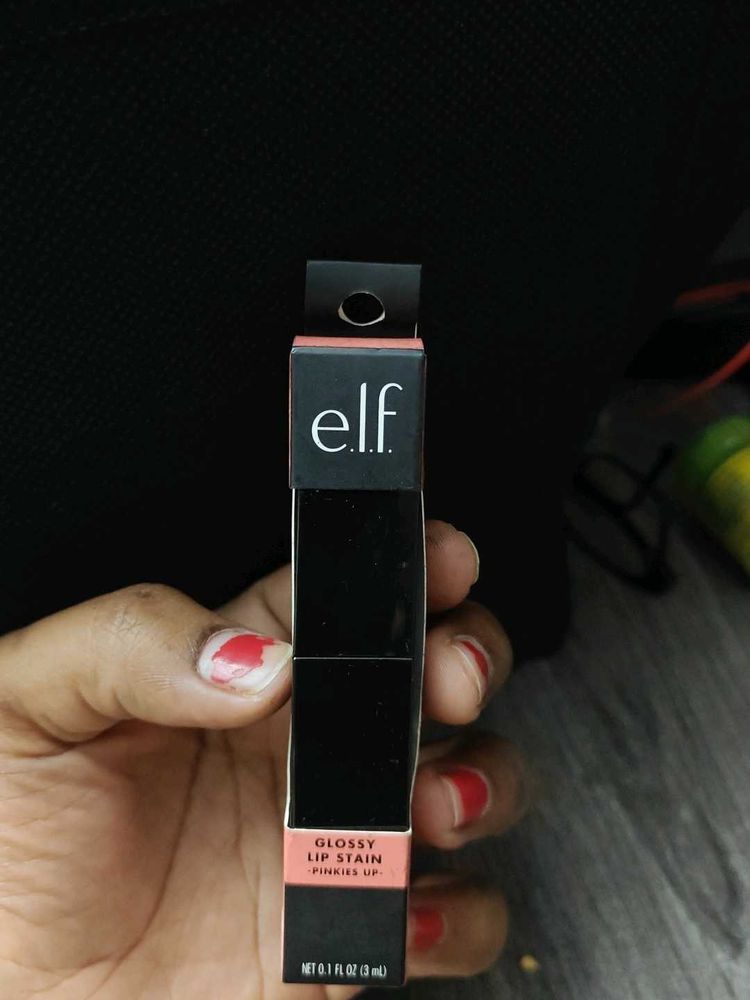 e.l.f.
GLOSSY
LIP STAIN
-PINKIES UP-
NET 0.1 FL OZ (3 mL)